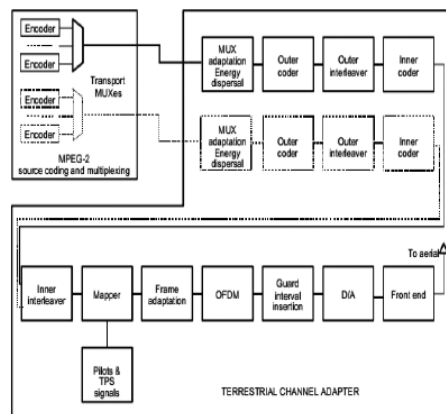 Encoder
Encoder
Transport
MUXes
Encoder
Encoder
MPEG-2
source coding and multiplexing
MUX
adaptation
Energy
dispersal
Outer
coder
Outer
interleaver
Inner
coder
MUX
adaptation
Energy
dispersal
Outer
coder
Outer
interleaver
Inner
coder
To aerial
Inner
interleaver
Mapper
Frame
adaptation
OFDM
Guard
interval
insertion
D/A
Front end
Pilots &
TPS
signals
TERRESTRIAL CHANNEL ADAPTER